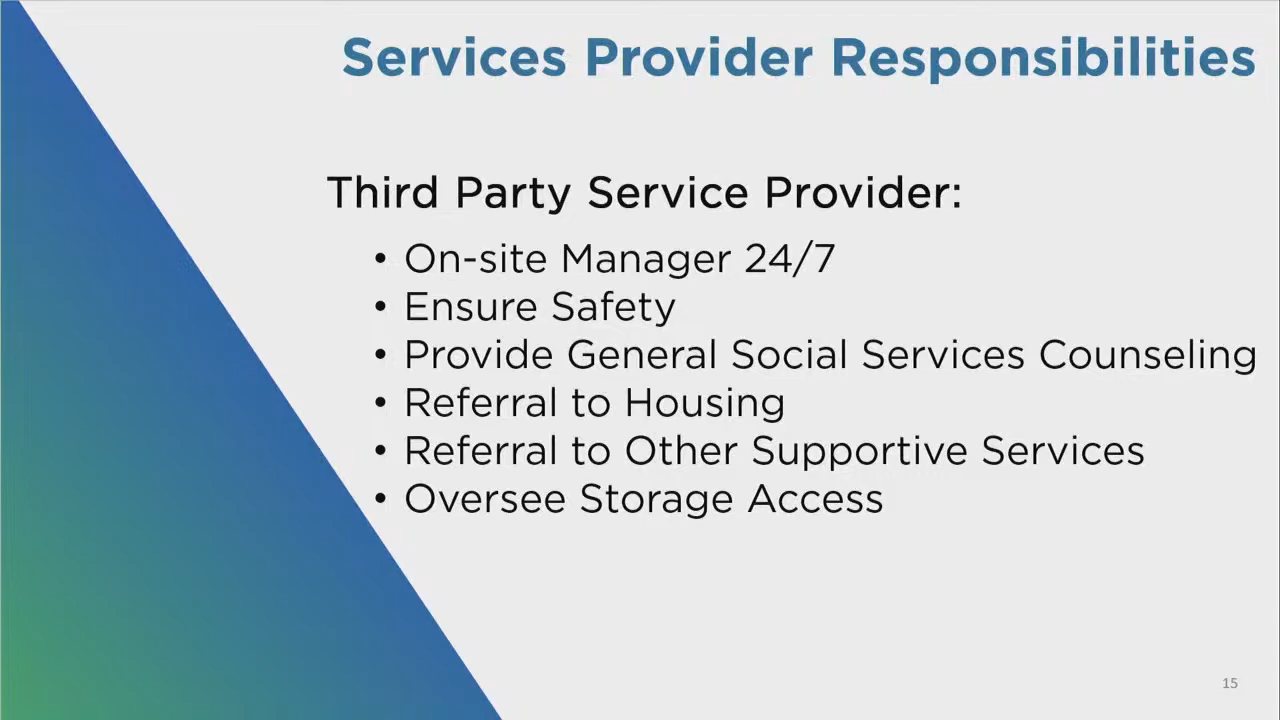 Services Provider Responsibilities
Third Party Service Provider:
• On-site Manager 24/7
• Ensure Safety
• Provide General Social Services Counseling
• Referral to Housing
• Referral to Other Supportive Services
• Oversee Storage Access
15